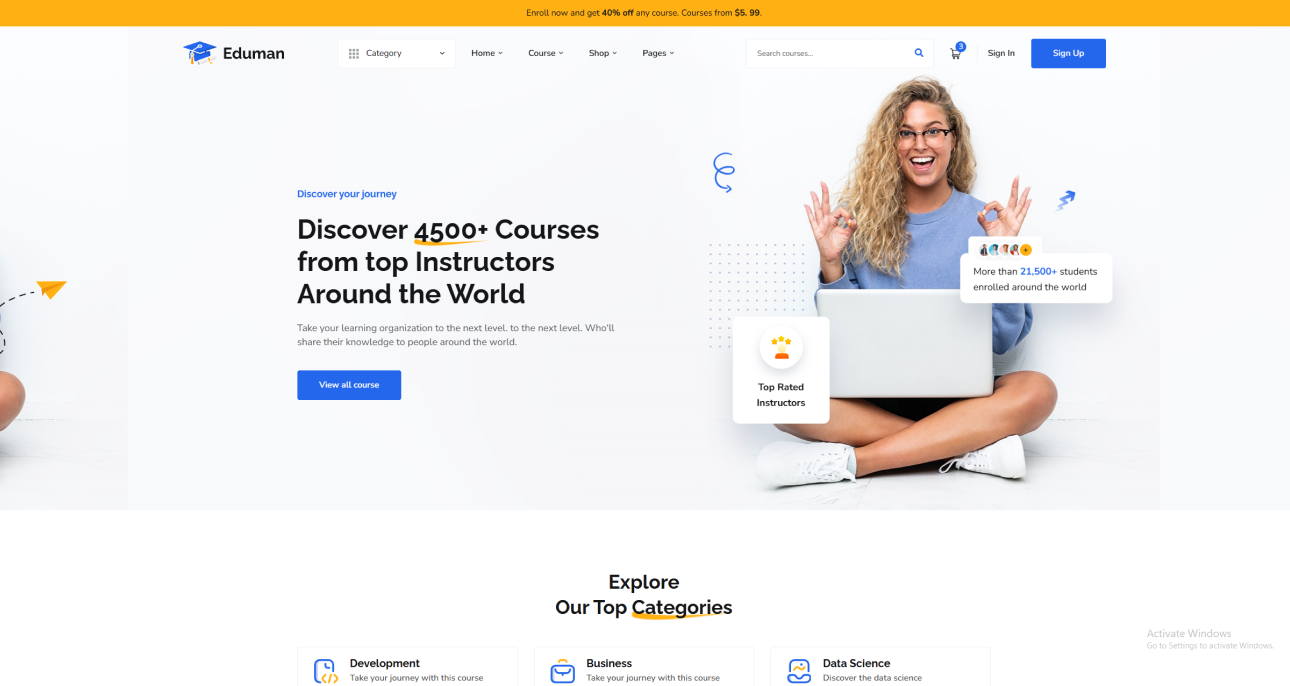 Enroll now and get 40% off any course. Courses from $5. 99.
Eduman
Category
Home
Course
Shop
Pages
Search courses...
3
Sign In
Sign Up
Discover your journey
Discover 4500+ Courses
from top Instructors
Around the World
Take your learning organization to the next level. to the next level. Who'll
share their knowledge to people around the world.
View all course
More than 21,500+ students
enrolled around the world
Top Rated
Instructors
Explore
Our Top Categories
Development
Take your journey with this course
Business
Take your journey with this course
Data Science
Discover the data science
Activate Windows
Go to Settings to activate Windows.